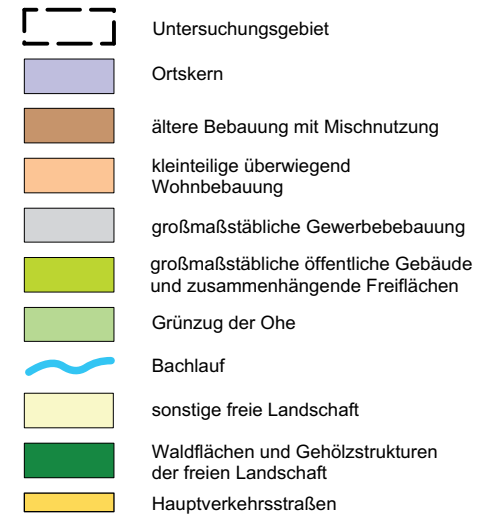 Untersuchungsgebiet
Ortskern
ältere Bebauung mit Mischnutzung
kleinteilige überwiegend
Wohnbebauung
großmaßstäbliche Gewerbebebauung
großmaßstäbliche öffentliche Gebäude
und zusammenhängende Freiflächen
Grünzug der Ohe
Bachlauf
sonstige freie Landschaft
Waldflächen und Gehölzstrukturen
der freien Landschaft
Hauptverkehrsstraßen